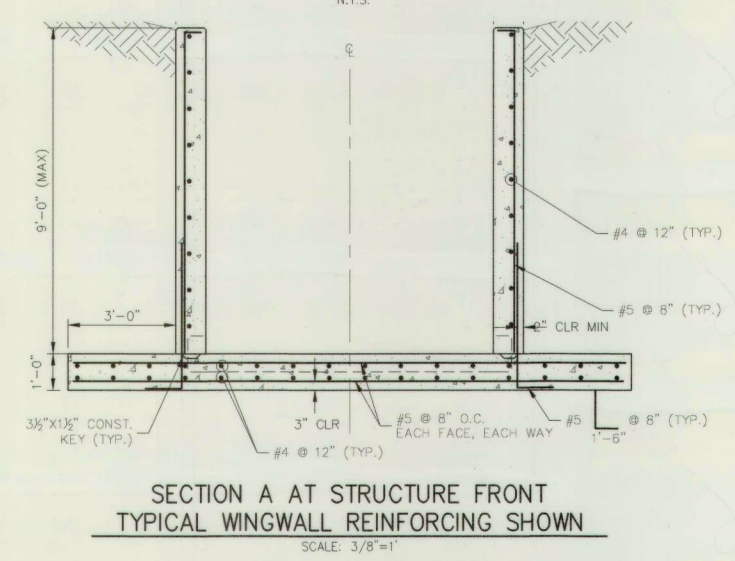 N.T.S.
℄
9'-0" (MAX)
#4 @ 12" (TYP.)
#5 @ 8" (TYP.)
3'-0"
2" CLR MIN
1'-0"
3½"X1½" CONST.
KEY (TYP.)
3" CLR
#5 @ 8" O.C.
EACH FACE, EACH WAY
#5 @ 8" (TYP.)
1'-6"
#4 @ 12" (TYP.)
SECTION A AT STRUCTURE FRONT
TYPICAL WINGWALL REINFORCING SHOWN
SCALE: 3/8"=1'